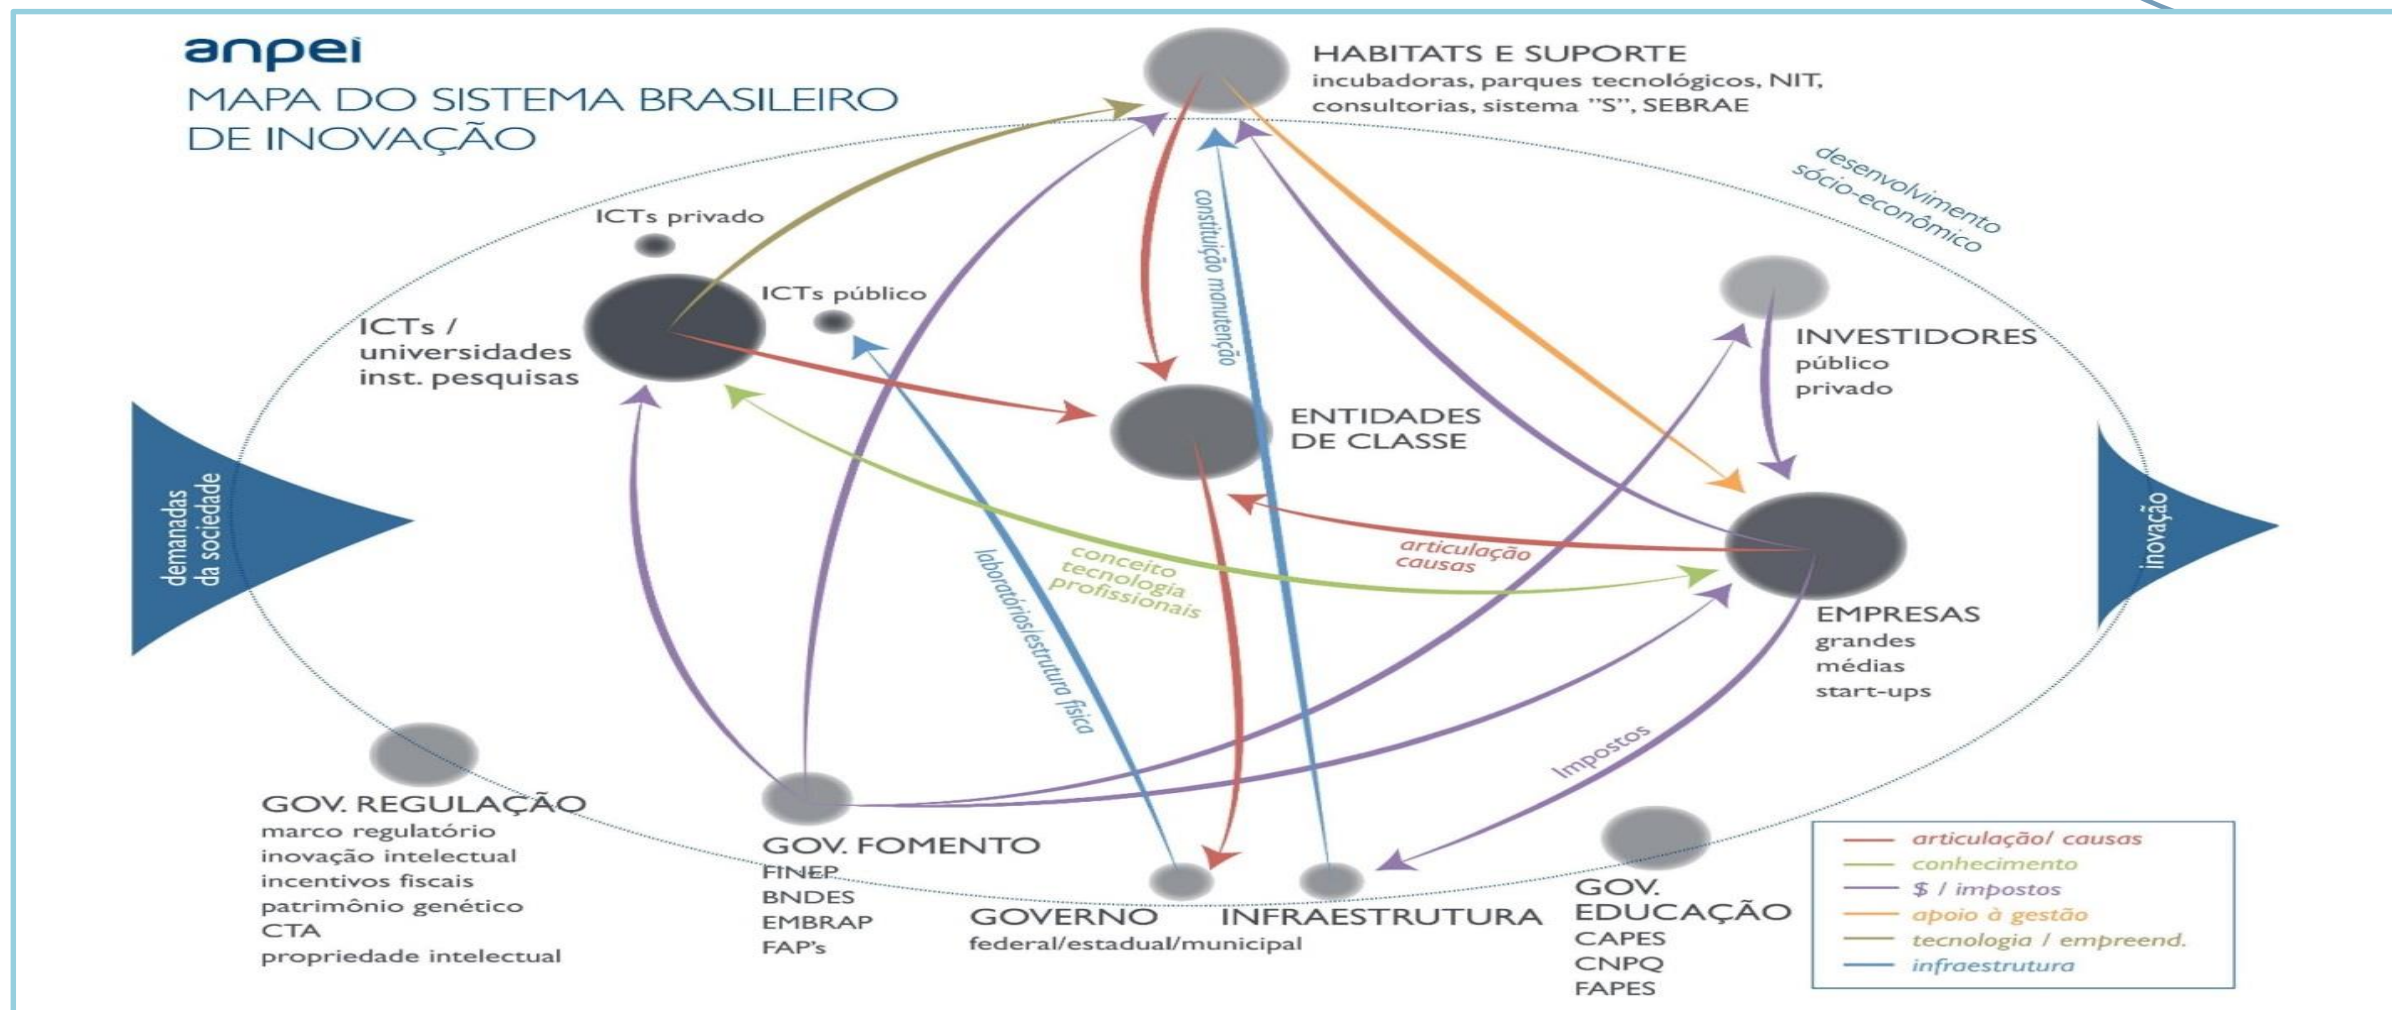 anpei
MAPA DO SISTEMA BRASILEIRO
DE INOVAÇÃO
HABITATS E SUPORTE
incubadoras, parques tecnológicos, NIT,
consultorias, sistema ”S”, SEBRAE
desenvolvimento
sócio-econômico
ICTs privado
ICTs público
ICTs /
universidades
inst. pesquisas
constituição manutenção
INVESTIDORES
público
privado
ENTIDADES
DE CLASSE
demanadas
da sociedade
inovação
laboratórios/estrutura física
conceito
tecnologia
profissionais
articulação
causas
EMPRESAS
grandes
médias
start-ups
Impostos
GOV. REGULAÇÃO
marco regulatório
inovação intelectual
incentivos fiscais
patrimônio genético
CTA
propriedade intelectual
GOV. FOMENTO
FINEP
BNDES
EMBRAP
FAP’s
GOVERNO
federal/estadual/municipal
INFRAESTRUTURA
GOV.
EDUCAÇÃO
CAPES
CNPQ
FAPES
articulação/ causas
conhecimento
$ / impostos
apoio à gestão
tecnologia / empreend.
infraestrutura